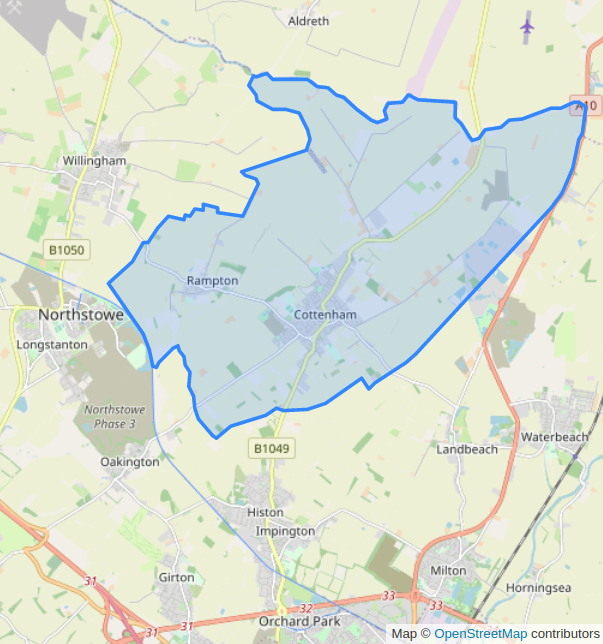 Aldreth
A10
Willingham
B1050
Rampton
Northstowe
Cottenham
Longstanton
Northstowe
Phase 3
Waterbeach
Landbeach
B1049
Oakington
Histon
Impington
Milton
31
Girton
Horningsea
33
32
33
31
31
Orchard Park
Map © OpenStreetMap contributors